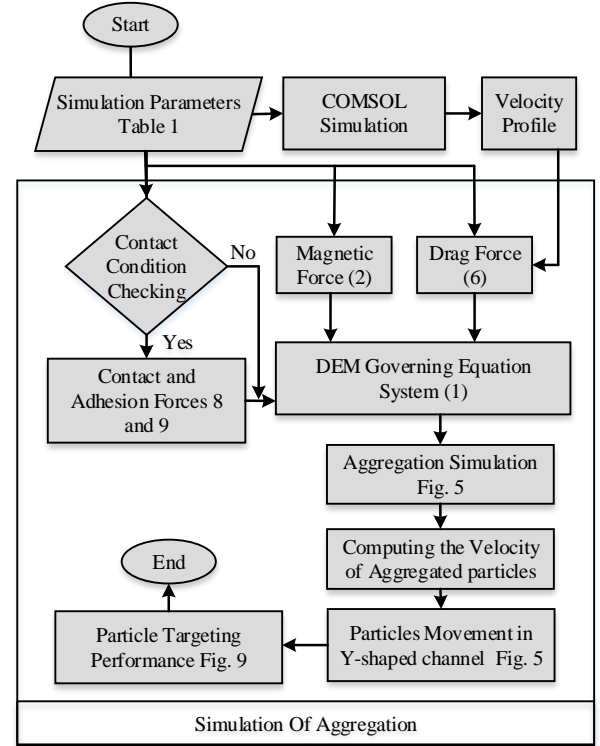 Start
Simulation Parameters
Table 1
COMSOL
Simulation
Velocity
Profile
Contact
Condition
Checking
No
Yes
Magnetic
Force (2)
Drag Force
(6)
Contact and
Adhesion Forces 8
and 9
DEM Governing Equation
System (1)
Aggregation Simulation
Fig. 5
Computing the Velocity
of Aggregated particles
Particles Movement in
Y-shaped channel Fig. 5
Particle Targeting
Performance Fig. 9
End
Simulation Of Aggregation